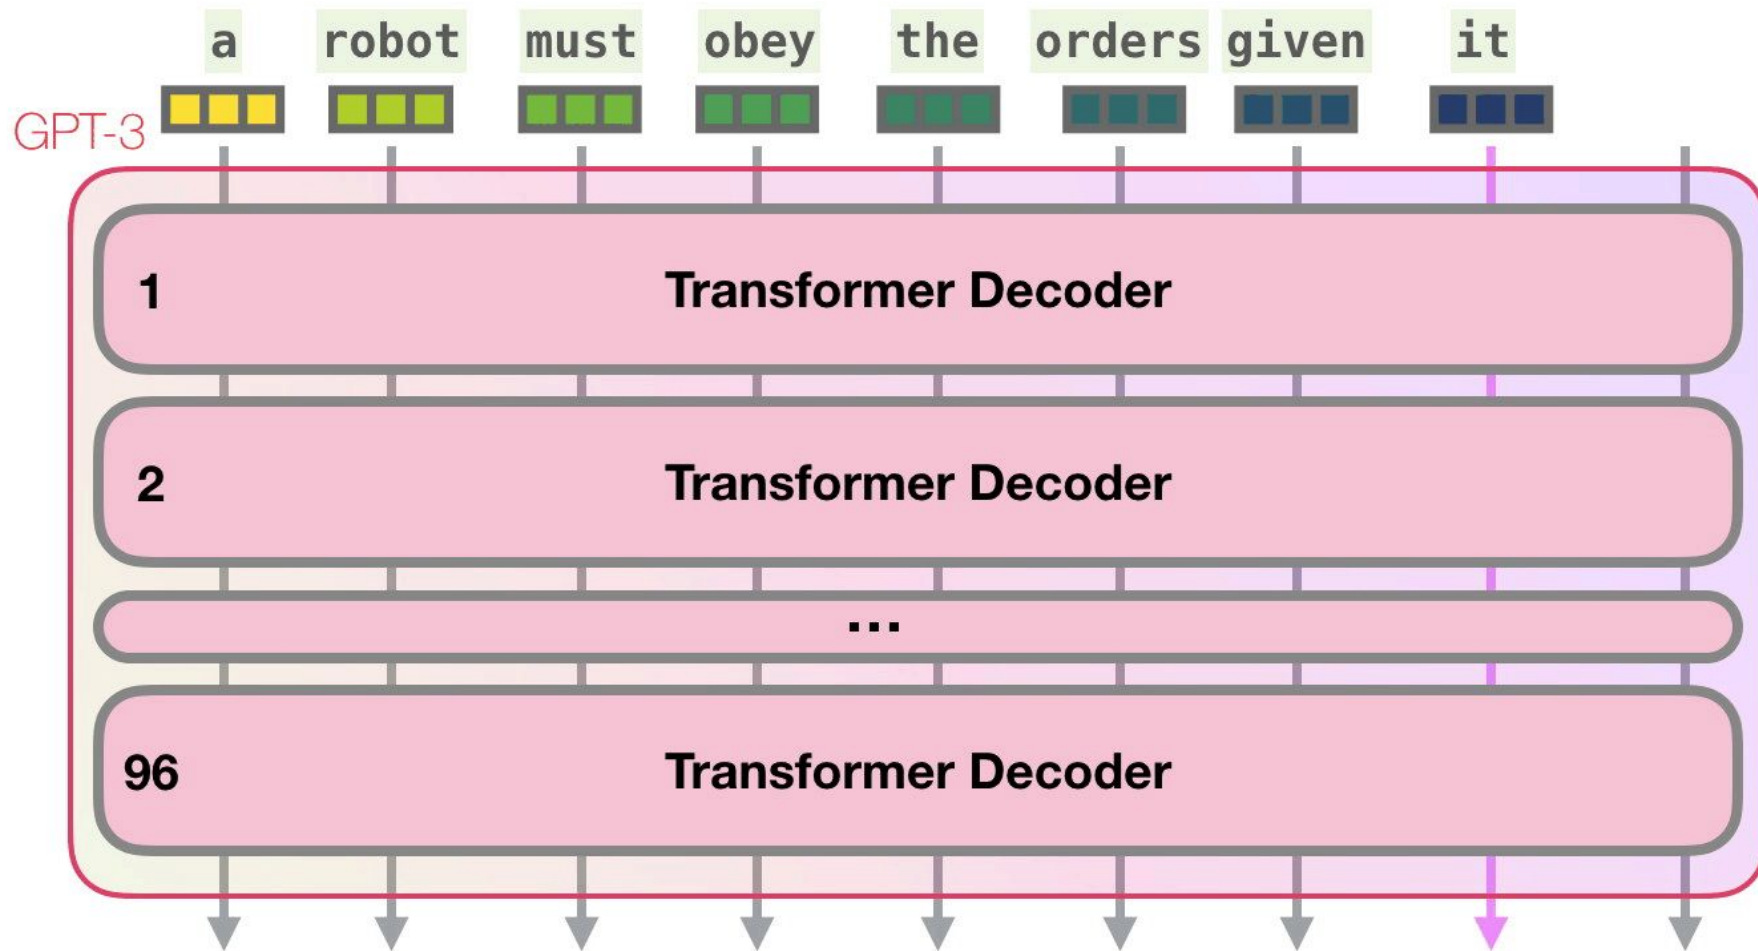 a robot must obey the orders given it
GPT-3
1 Transformer Decoder
2 Transformer Decoder
...
96 Transformer Decoder